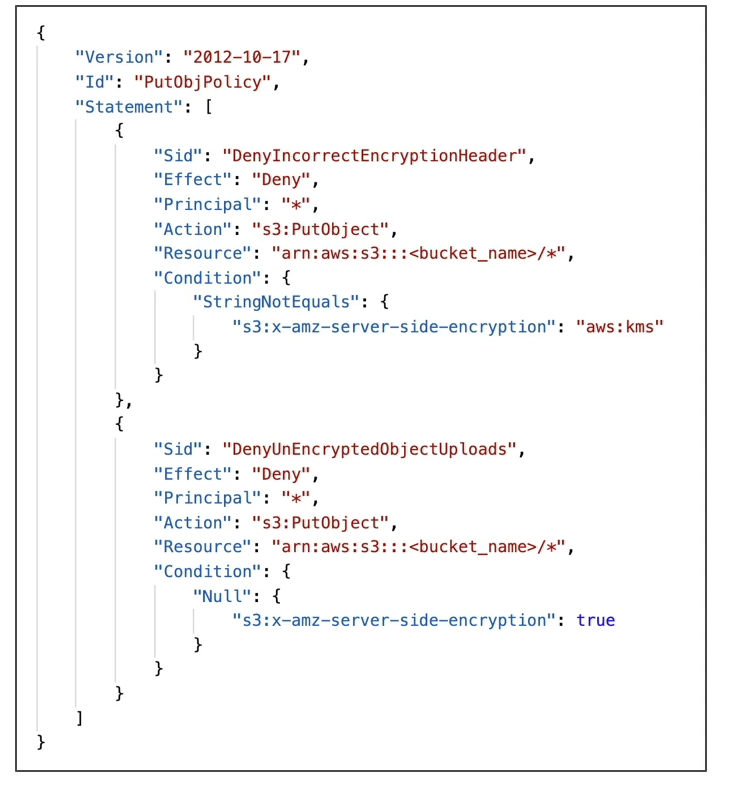 {
    "Version": "2012-10-17",
    "Id": "PutObjPolicy",
    "Statement": [
        {
            "Sid": "DenyIncorrectEncryptionHeader",
            "Effect": "Deny",
            "Principal": "*",
            "Action": "s3:PutObject",
            "Resource": "arn:aws:s3:::<bucket_name>/*",
            "Condition": {
                "StringNotEquals": {
                    "s3:x-amz-server-side-encryption": "aws:kms"
                }
            }
        },
        {
            "Sid": "DenyUnEncryptedObjectUploads",
            "Effect": "Deny",
            "Principal": "*",
            "Action": "s3:PutObject",
            "Resource": "arn:aws:s3:::<bucket_name>/*",
            "Condition": {
                "Null": {
                    "s3:x-amz-server-side-encryption": true
                }
            }
        }
    ]
}